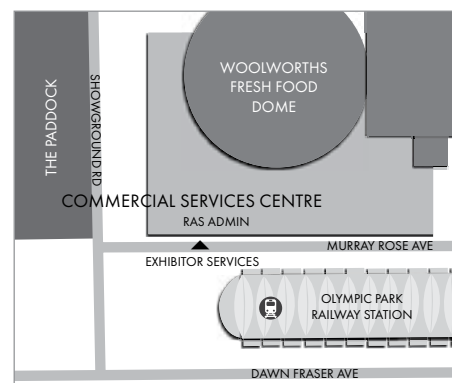 WOOLWORTHS
FRESH FOOD
DOME
THE PADDOCK
SHOWGROUND RD
COMMERCIAL SERVICES CENTRE
RAS ADMIN
MURRAY ROSE AVE
EXHIBITOR SERVICES
OLYMPIC PARK
RAILWAY STATION
DAWN FRASER AVE